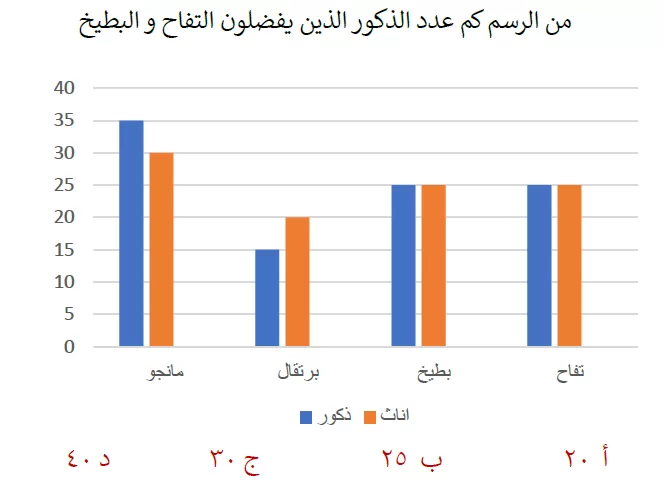 من الرسم كم عدد الذكور الذين يفضلون التفاح و البطيخ
40
35
30
25
20
15
10
5
0
تفاح بطيخ برتقال مانجو
اناث ذكور
أ ٢٠ ب ٢٥ ج ٣٠ د ٤٠